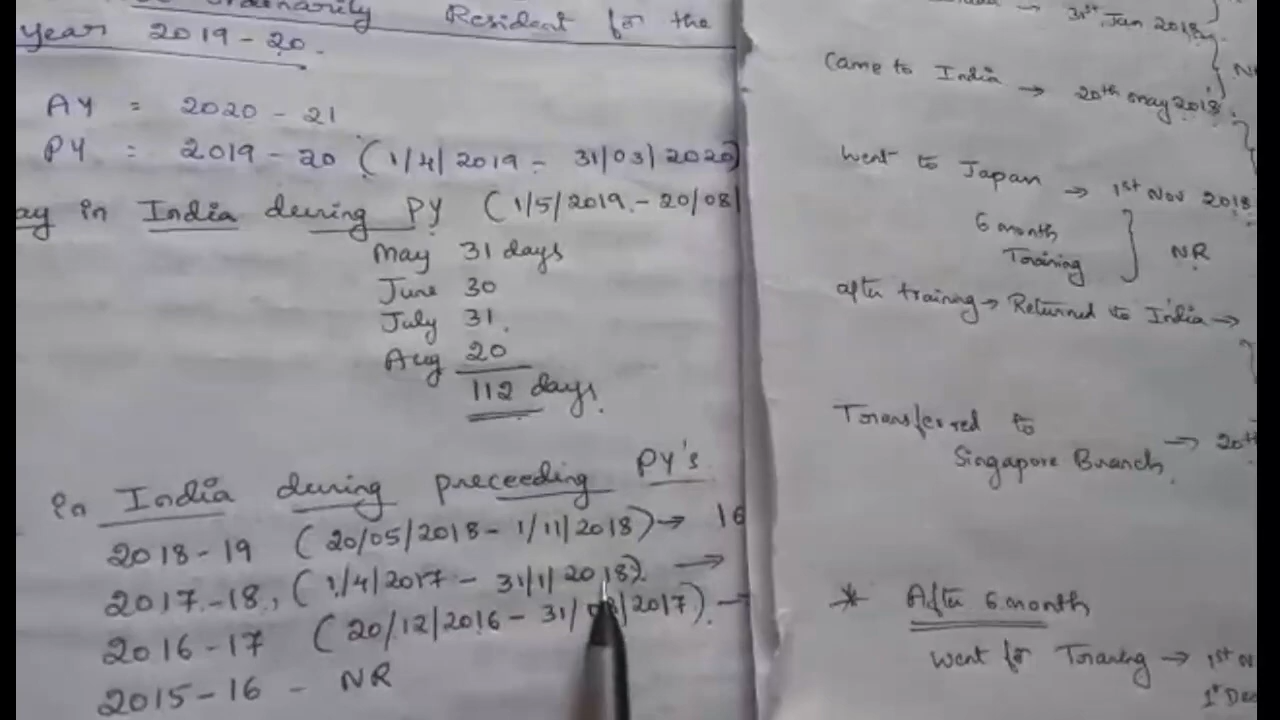 ordinarily Resident for the
year 2019-20.
AY = 2020-21
PY = 2019-20 (1/4/2019 - 31/03/2020)
in India deuring PY (1/5/2019 - 20/08/
May 31 days
June 30
July 31
Aug 20
112 days
in India deuring preceeding PY's
2018-19 (20/05/2018 - 1/11/2018) → 16
2017-18, (1/4/2017 - 31/1/2018). →
2016-17 (20/12/2016 - 31/ /2017). →
2015-16 - NR
→ 31st Jan 2018
Came to India → 20th may 2018
Went to Japan → 1st Nov 2018
6 month
Training } NR
after training → Returned to India →
Transferred to
Singapore Branch →
* After 6 month
went for Traning → 1st
1st Dec